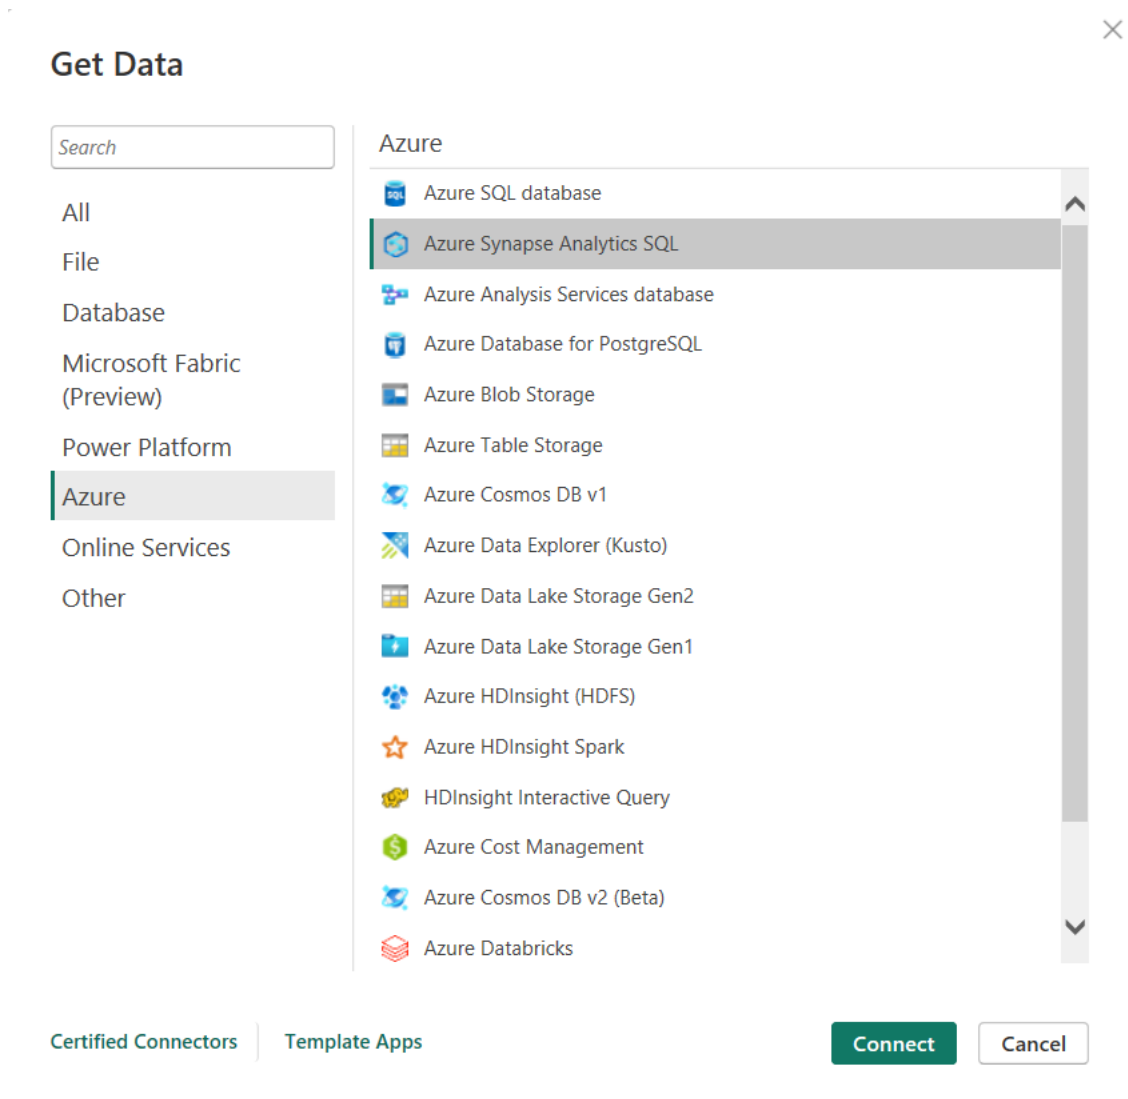 Get Data
Search
All
File
Database
Microsoft Fabric
(Preview)
Power Platform
Azure
Online Services
Other
Azure
Azure SQL database
Azure Synapse Analytics SQL
Azure Analysis Services database
Azure Database for PostgreSQL
Azure Blob Storage
Azure Table Storage
Azure Cosmos DB v1
Azure Data Explorer (Kusto)
Azure Data Lake Storage Gen2
Azure Data Lake Storage Gen1
Azure HDInsight (HDFS)
Azure HDInsight Spark
HDInsight Interactive Query
Azure Cost Management
Azure Cosmos DB v2 (Beta)
Azure Databricks
Certified Connectors
Template Apps
Connect
Cancel